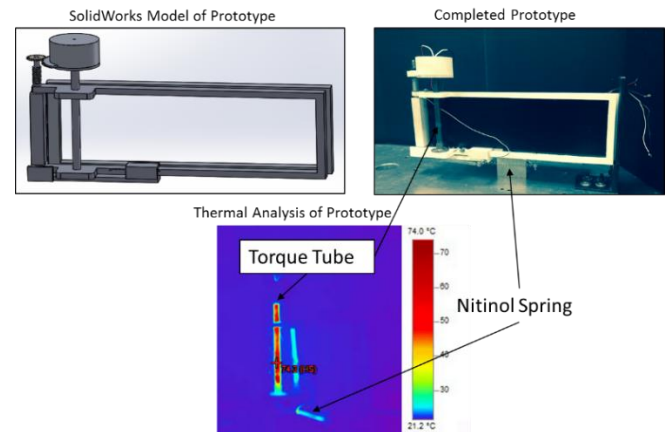 SolidWorks Model of Prototype
Completed Prototype
Thermal Analysis of Prototype
Torque Tube
Nitinol Spring
74.0 °C
70
60
50
40
30
21.2 °C